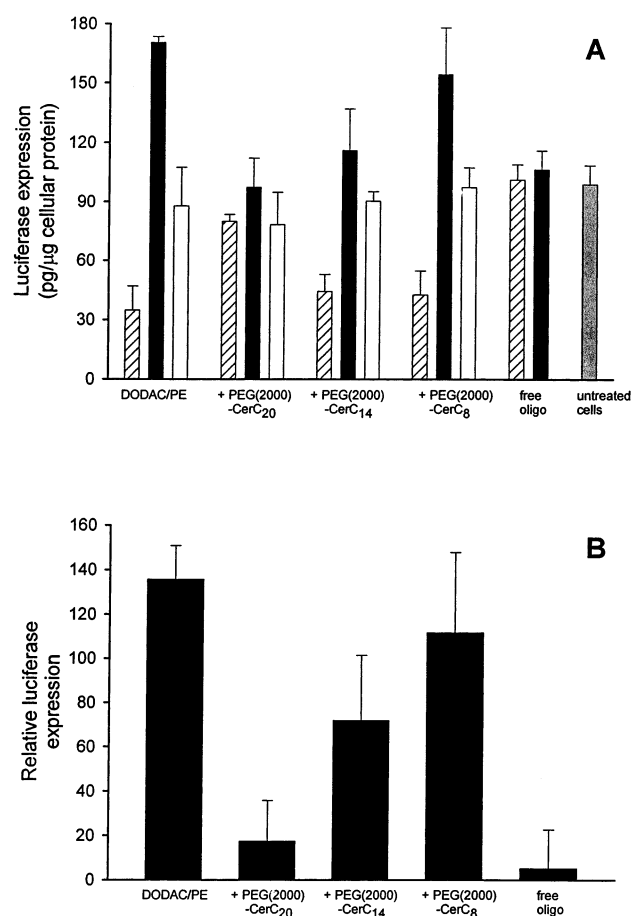 A
Luciferase expression
(pg/µg cellular protein)
180
150
120
90
60
30
0
DODAC/PE
+ PEG(2000)
-CerC20
+ PEG(2000)
-CerC14
+ PEG(2000)
-CerC8
free
oligo
untreated
cells
B
Relative luciferase
expression
160
140
120
100
80
60
40
20
0
DODAC/PE
+ PEG(2000)
-CerC20
+ PEG(2000)
-CerC14
+ PEG(2000)
-CerC8
free
oligo